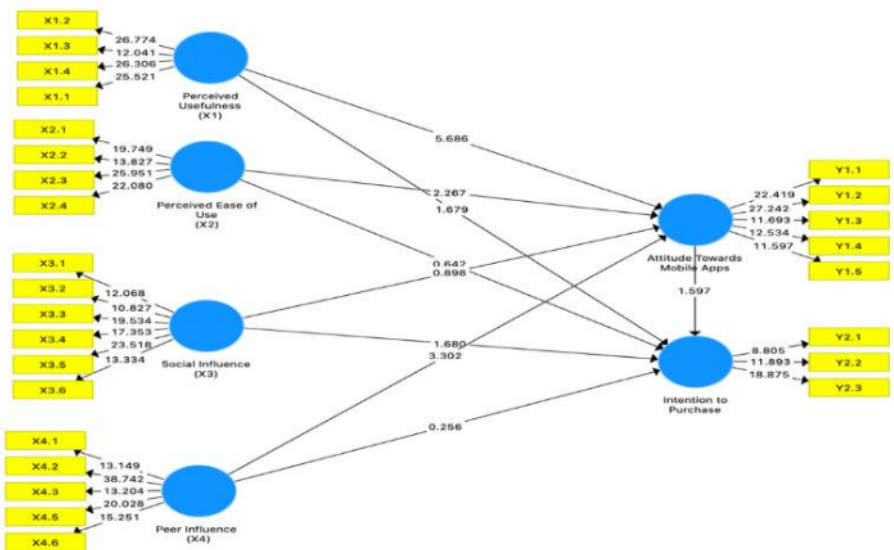 X1.2
X1.3
X1.4
X1.1
26.774
12.041
26.306
25.521
Perceived
Usefulness
(X1)
X2.1
X2.2
X2.3
X2.4
19.749
13.827
25.951
22.080
Perceived Ease of
Use
(X2)
X3.1
X3.2
X3.3
X3.4
X3.5
X3.6
12.068
10.827
19.534
17.353
23.518
13.334
Social Influence
(X3)
X4.1
X4.2
X4.3
X4.5
X4.6
13.149
38.742
13.204
20.028
15.251
Peer Influence
(X4)
5.686
2.267
1.679
0.642
0.898
1.680
3.302
0.256
Attitude Towards
Mobile Apps
1.597
Intention to
Purchase
22.419
27.242
11.693
12.534
11.597
Y1.1
Y1.2
Y1.3
Y1.4
Y1.5
8.805
11.893
18.875
Y2.1
Y2.2
Y2.3